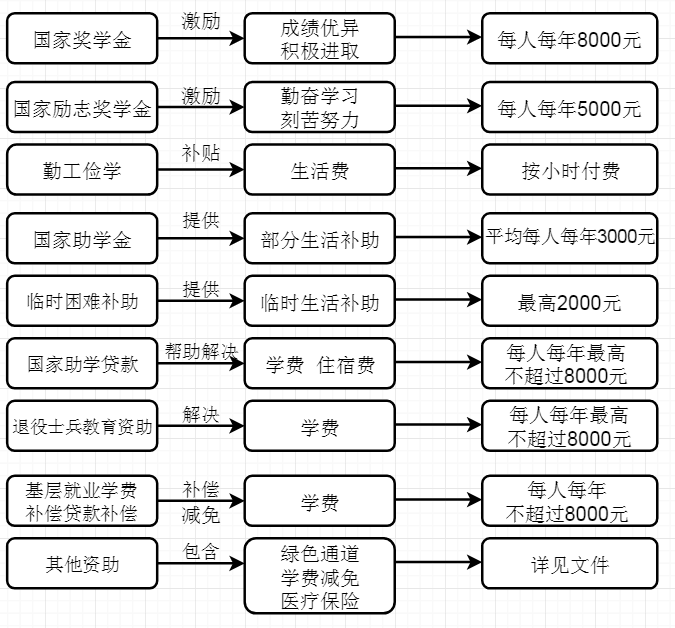 国家奖学金
激励
成绩优异
积极进取
每人每年8000元
国家励志奖学金
激励
勤奋学习
刻苦努力
每人每年5000元
勤工俭学
补贴
生活费
按小时付费
国家助学金
提供
部分生活补助
平均每人每年3000元
临时困难补助
提供
临时生活补助
最高2000元
国家助学贷款
帮助解决
学费 住宿费
每人每年最高
不超过8000元
退役士兵教育资助
解决
学费
每人每年最高
不超过8000元
基层就业学费
补偿贷款补偿
补偿
减免
学费
每人每年
不超过8000元
其他资助
包含
绿色通道
学费减免
医疗保险
详见文件